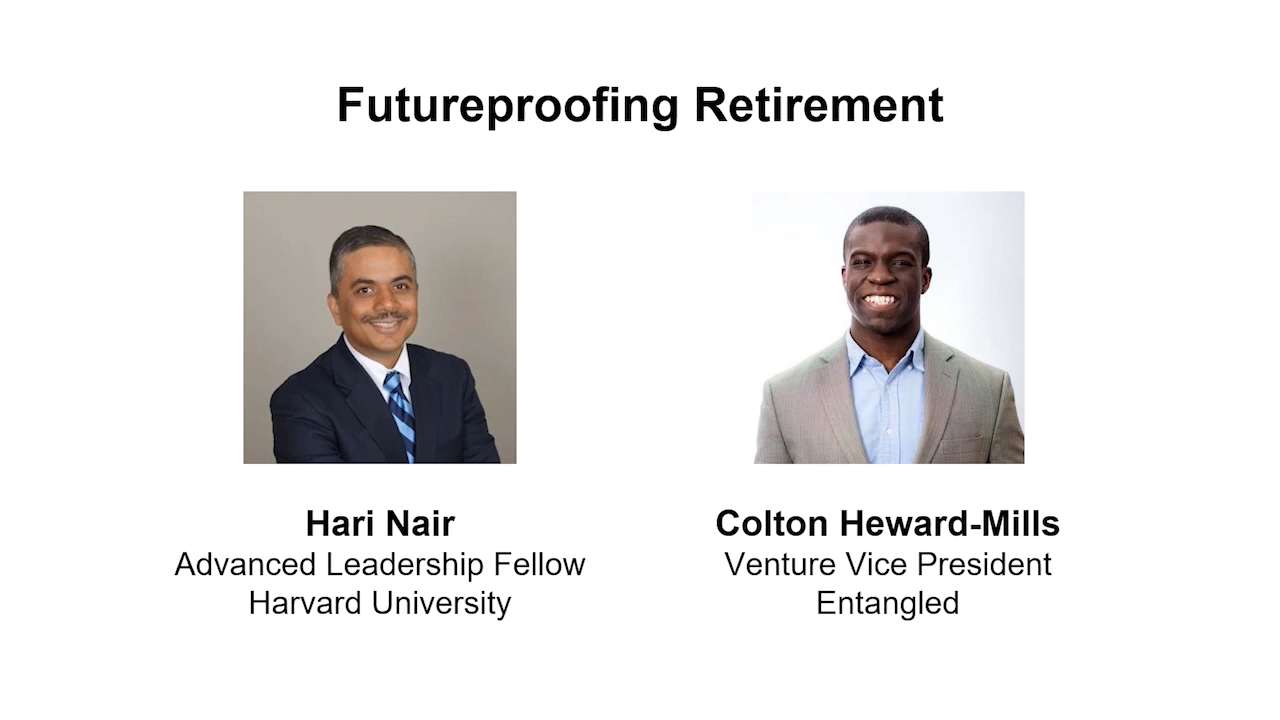 Futureproofing Retirement
Hari Nair
Advanced Leadership Fellow
Harvard University
Colton Heward-Mills
Venture Vice President
Entangled